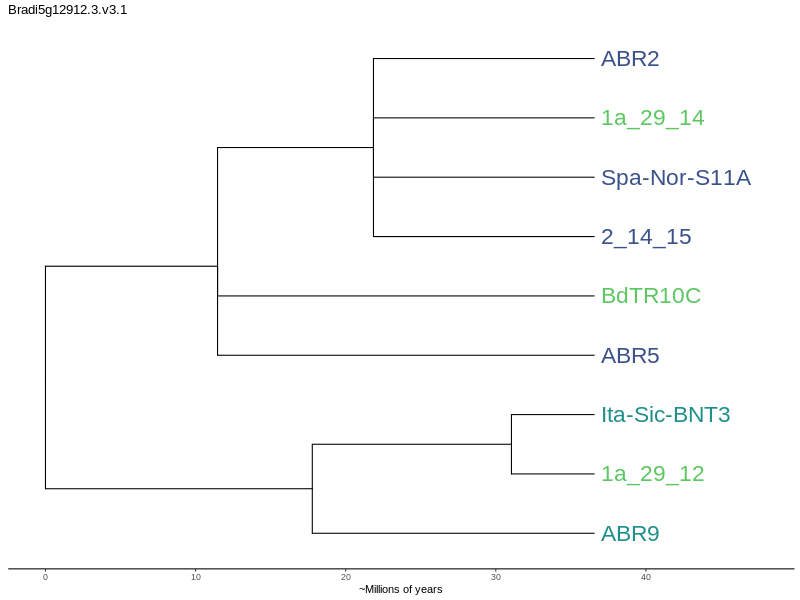 Bradi5g12912.3.v3.1
ABR2
1a_29_14
Spa-Nor-S11A
2_14_15
BdTR10C
ABR5
Ita-Sic-BNT3
1a_29_12
ABR9
0 10 20 30 40
~Millions of years